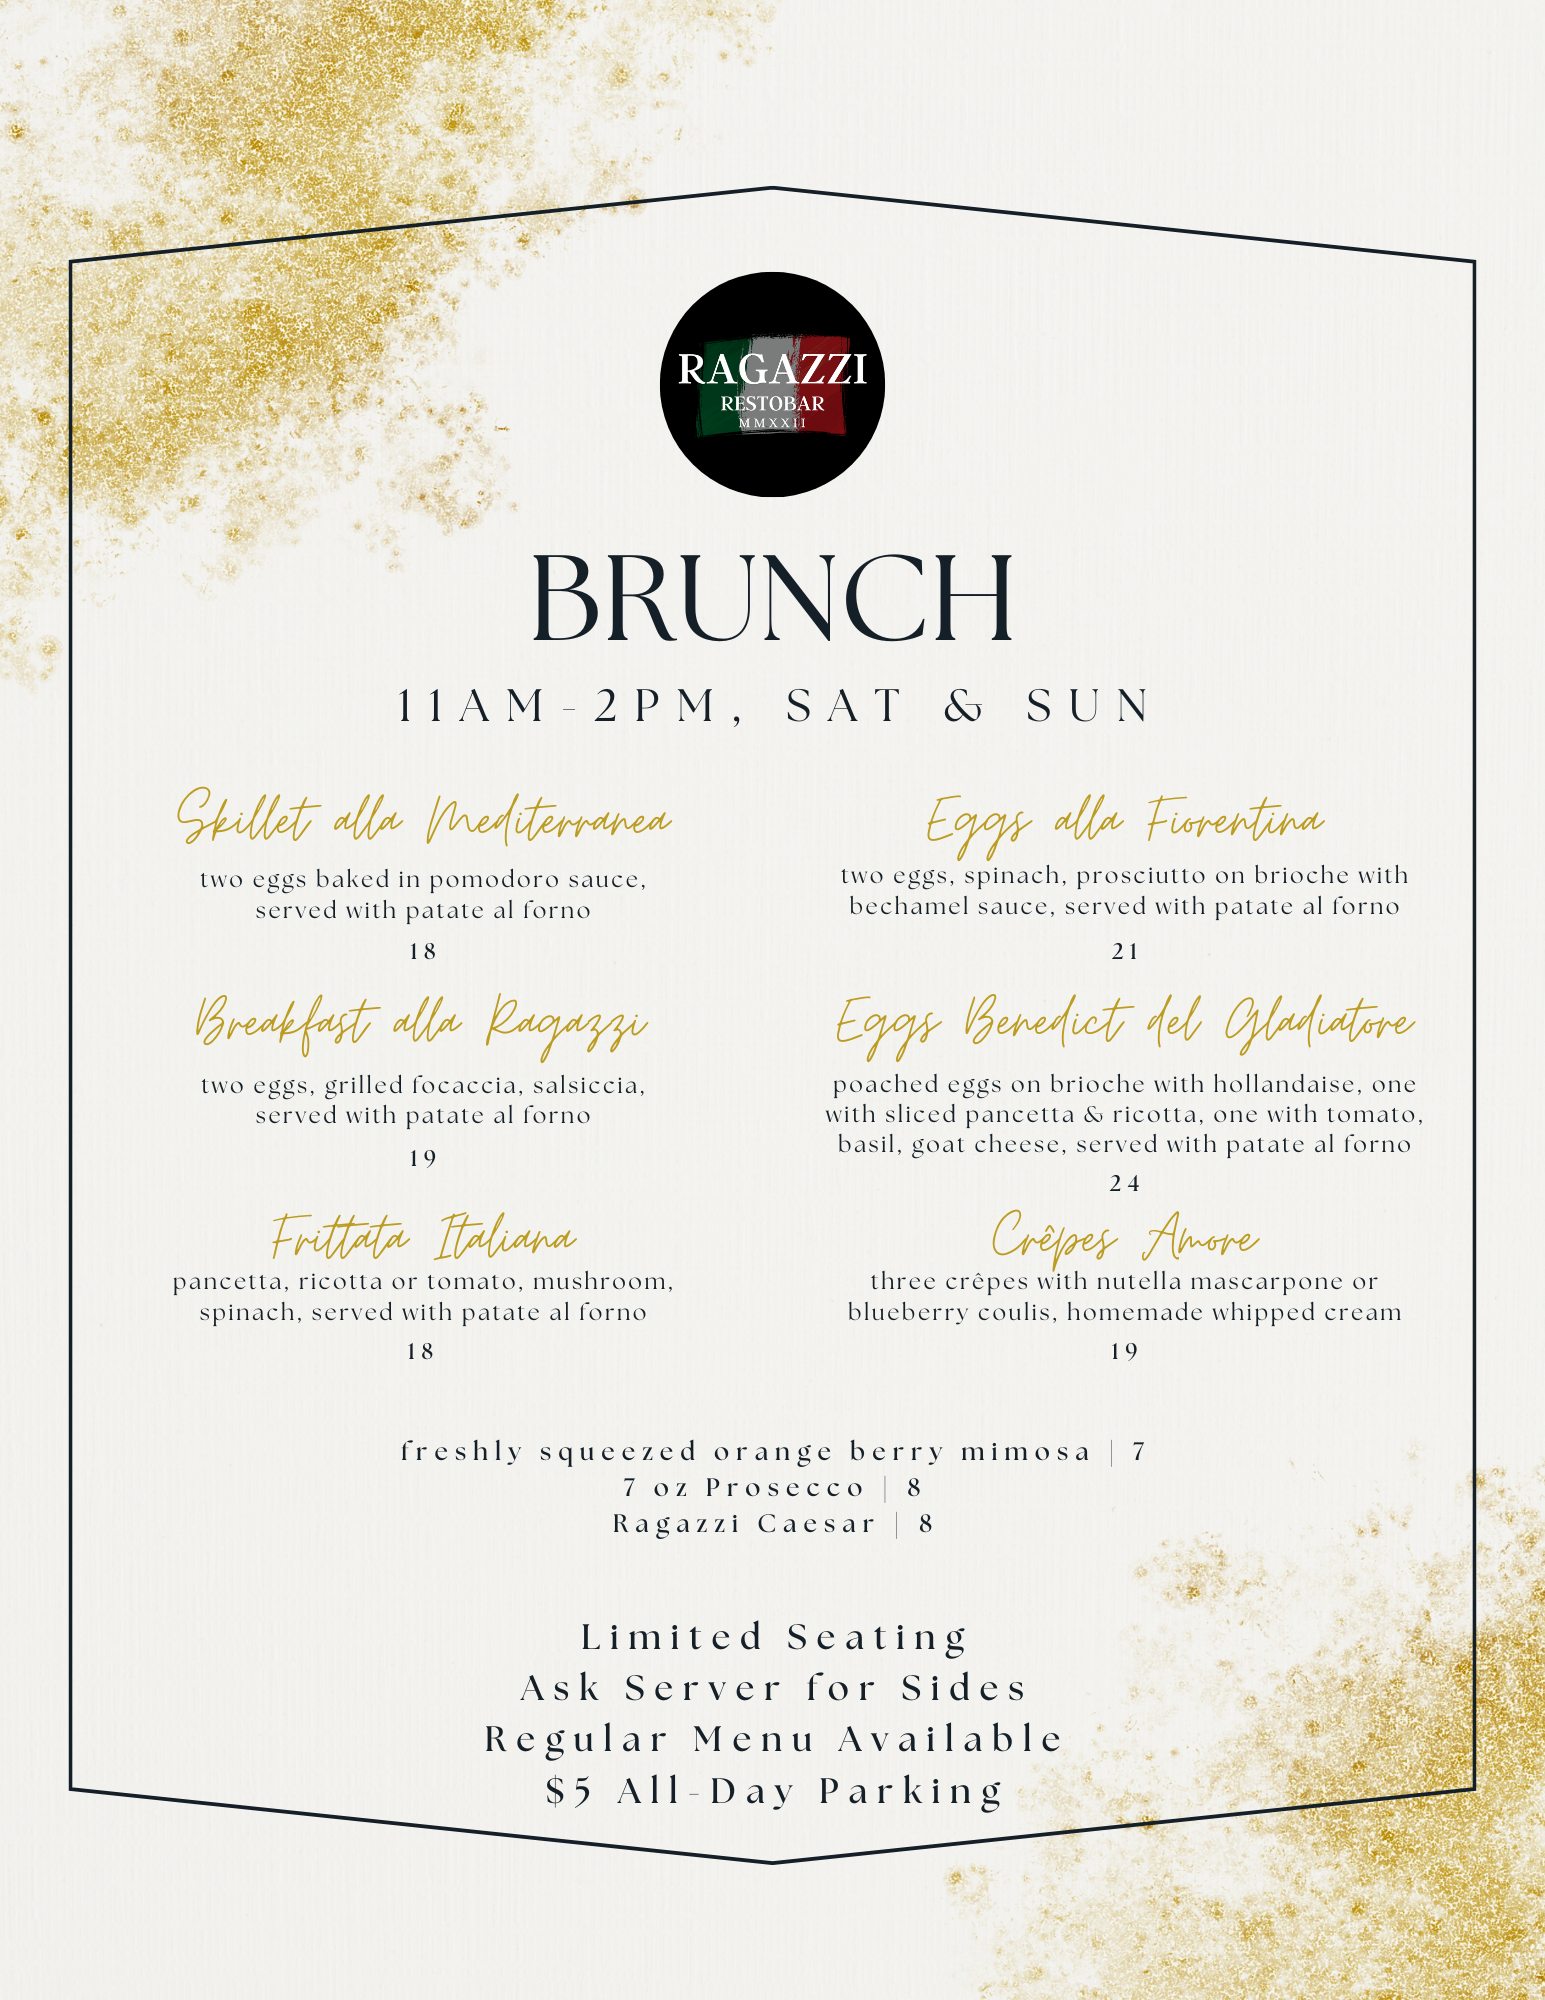 RAGAZZI
RESTOBAR
MMXXII
BRUNCH
11AM-2PM, SAT & SUN
Skillet alla Mediterranea
two eggs baked in pomodoro sauce,
served with patate al forno
18
Breakfast alla Ragazzi
two eggs, grilled focaccia, salsiccia,
served with patate al forno
19
Frittata Italiana
pancetta, ricotta or tomato, mushroom,
spinach, served with patate al forno
18
Eggs alla Fiorentina
two eggs, spinach, prosciutto on brioche with
bechamel sauce, served with patate al forno
21
Eggs Benedict del Gladiatore
poached eggs on brioche with hollandaise, one
with sliced pancetta & ricotta, one with tomato,
basil, goat cheese, served with patate al forno
24
Crêpes Amore
three crêpes with nutella mascarpone or
blueberry coulis, homemade whipped cream
19
freshly squeezed orange berry mimosa | 7
7 oz Prosecco | 8
Ragazzi Caesar | 8
Limited Seating
Ask Server for Sides
Regular Menu Available
$5 All-Day Parking